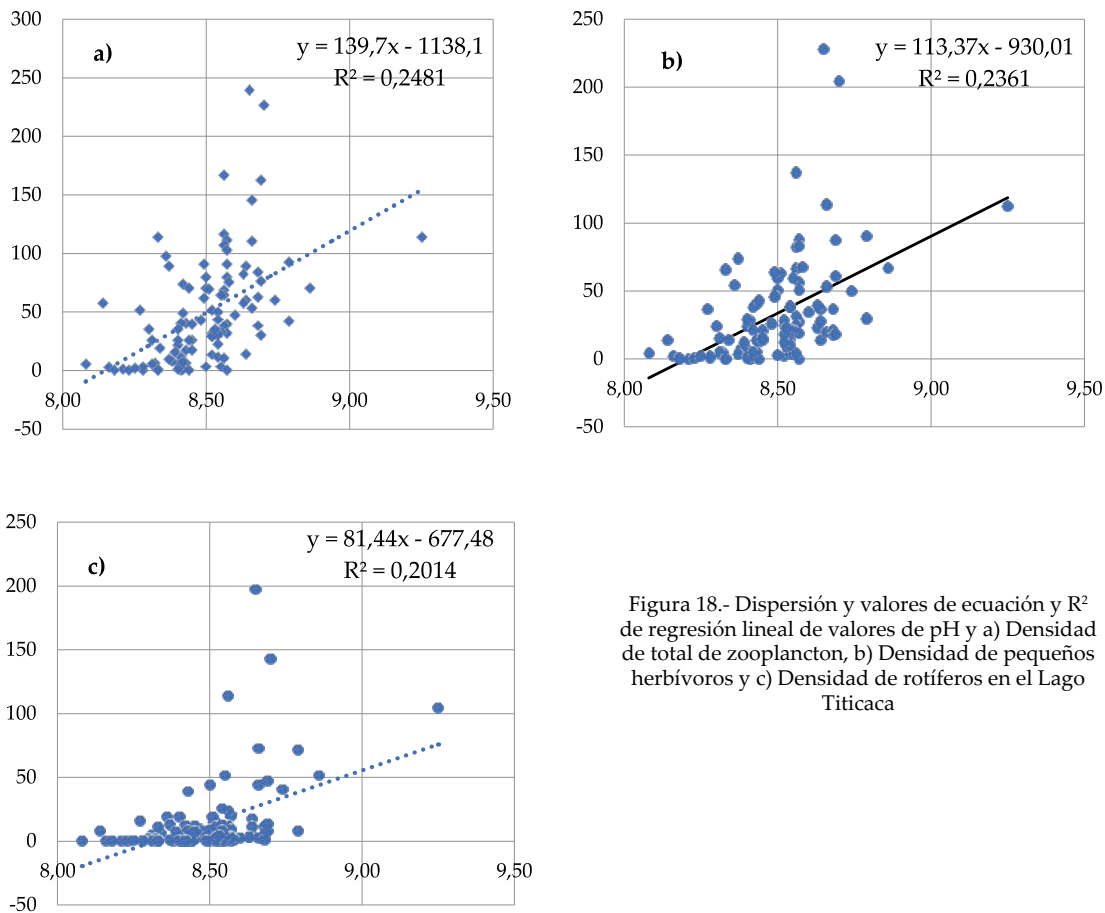 a)
y = 139,7x - 1138,1
R² = 0,2481
300
250
200
150
100
50
0
-50
8,00
8,50
9,00
9,50
b)
y = 113,37x - 930,01
R² = 0,2361
250
200
150
100
50
0
-50
8,00
8,50
9,00
9,50
c)
y = 81,44x - 677,48
R² = 0,2014
250
200
150
100
50
0
-50
8,00
8,50
9,00
9,50
Figura 18.- Dispersión y valores de ecuación y R²
de regresión lineal de valores de pH y a) Densidad
de total de zooplancton, b) Densidad de pequeños
herbívoros y c) Densidad de rotíferos en el Lago
Titicaca